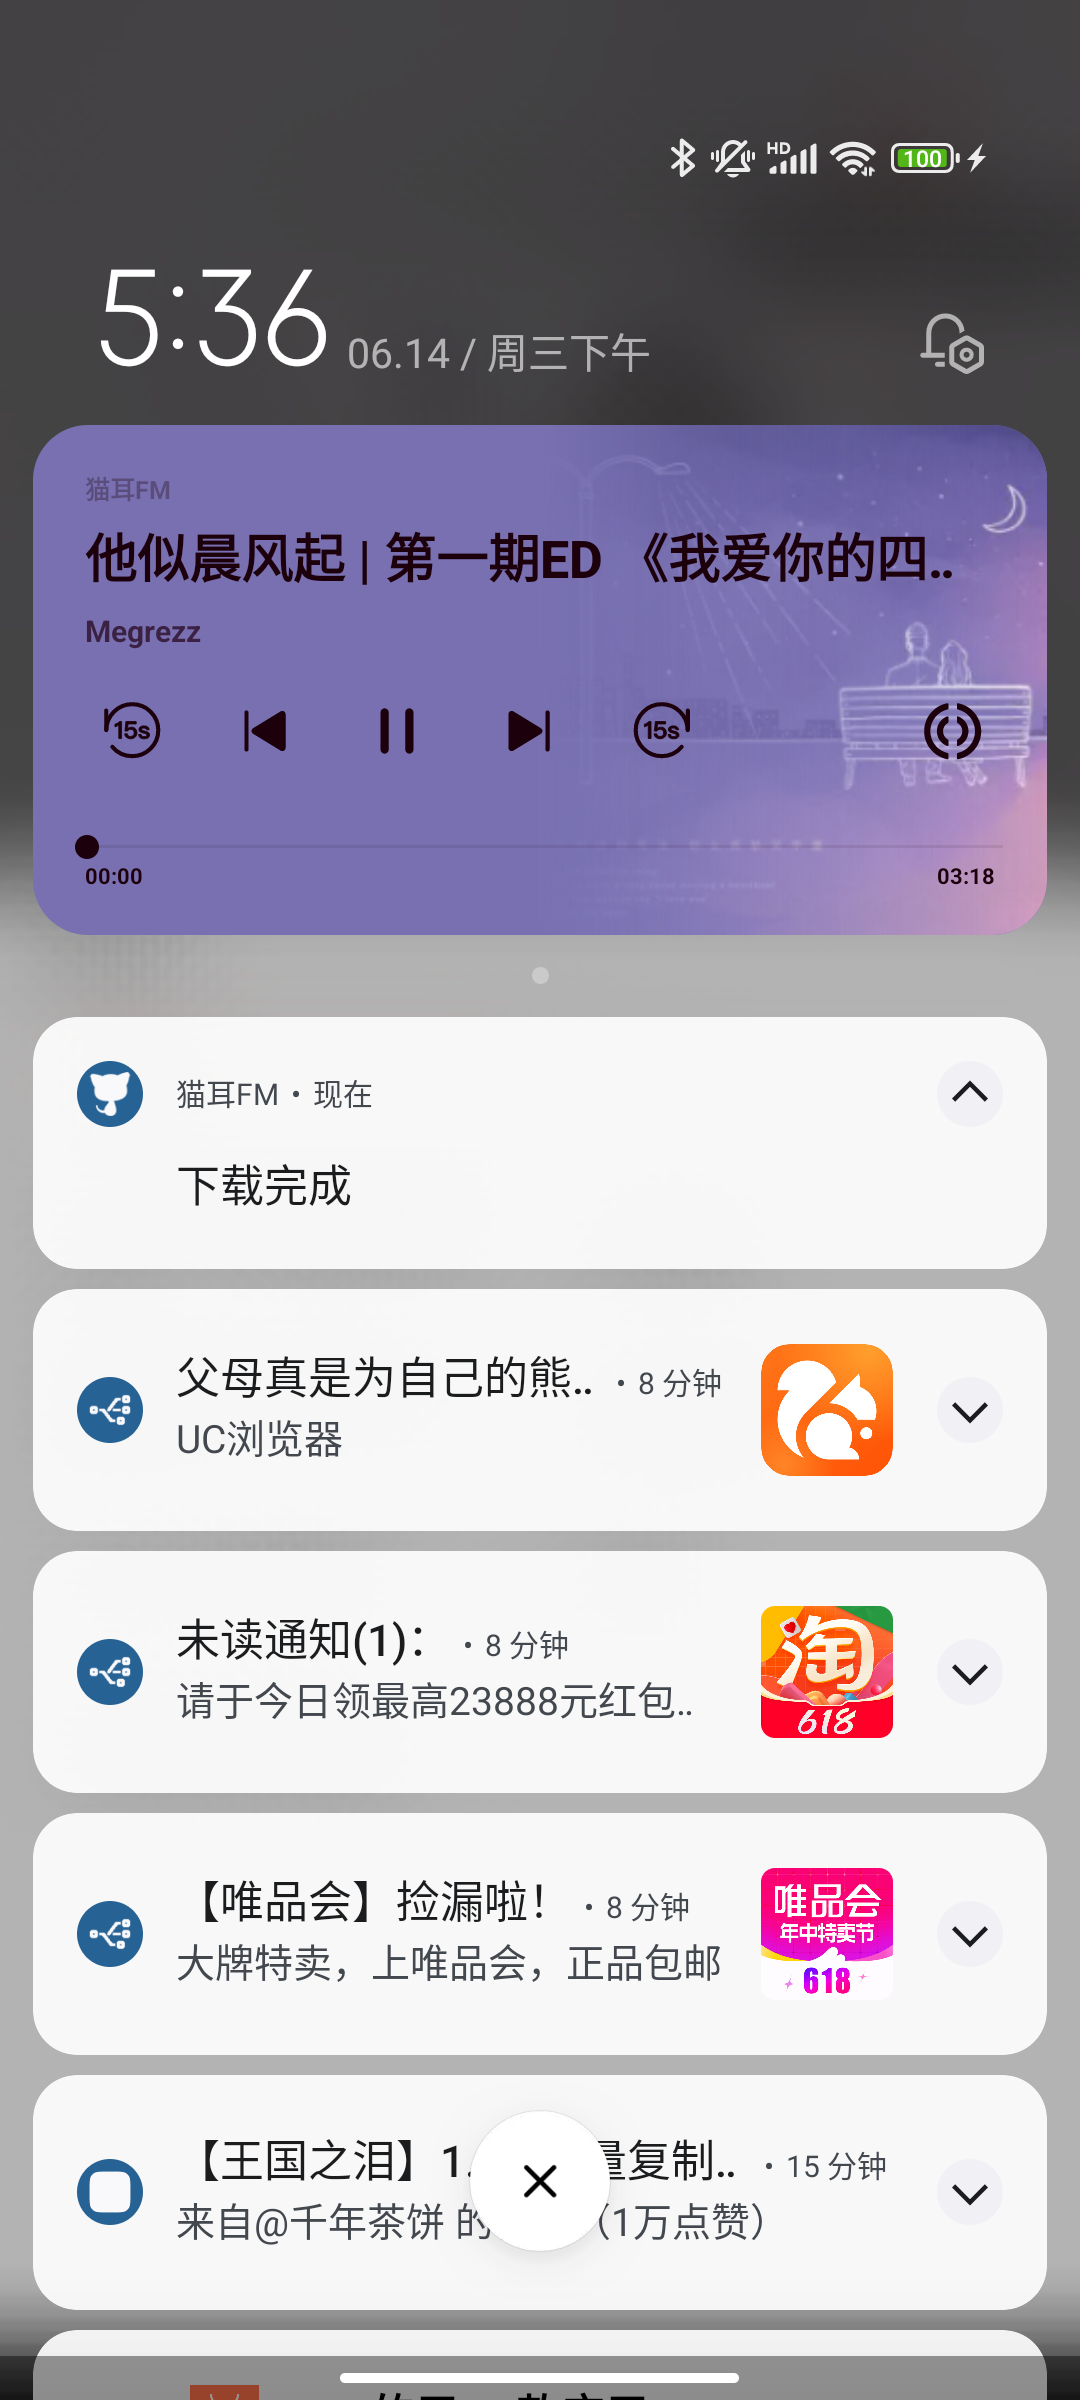 HD
100
5:36 06.14 / 周三下午
猫耳FM
他似晨风起 | 第一期ED 《我爱你的四..
Megrezz
15s 15s
00:00 03:18
猫耳FM • 现在
下载完成
父母真是为自己的熊.. • 8 分钟
UC浏览器
未读通知(1)： • 8 分钟
请于今日领最高23888元红包..
淘
618
【唯品会】捡漏啦！ • 8 分钟
大牌特卖，上唯品会，正品包邮
唯品会
年中特卖节
618
【王国之泪】1. 量复制.. • 15 分钟
来自@千年茶饼 的 （1万点赞）